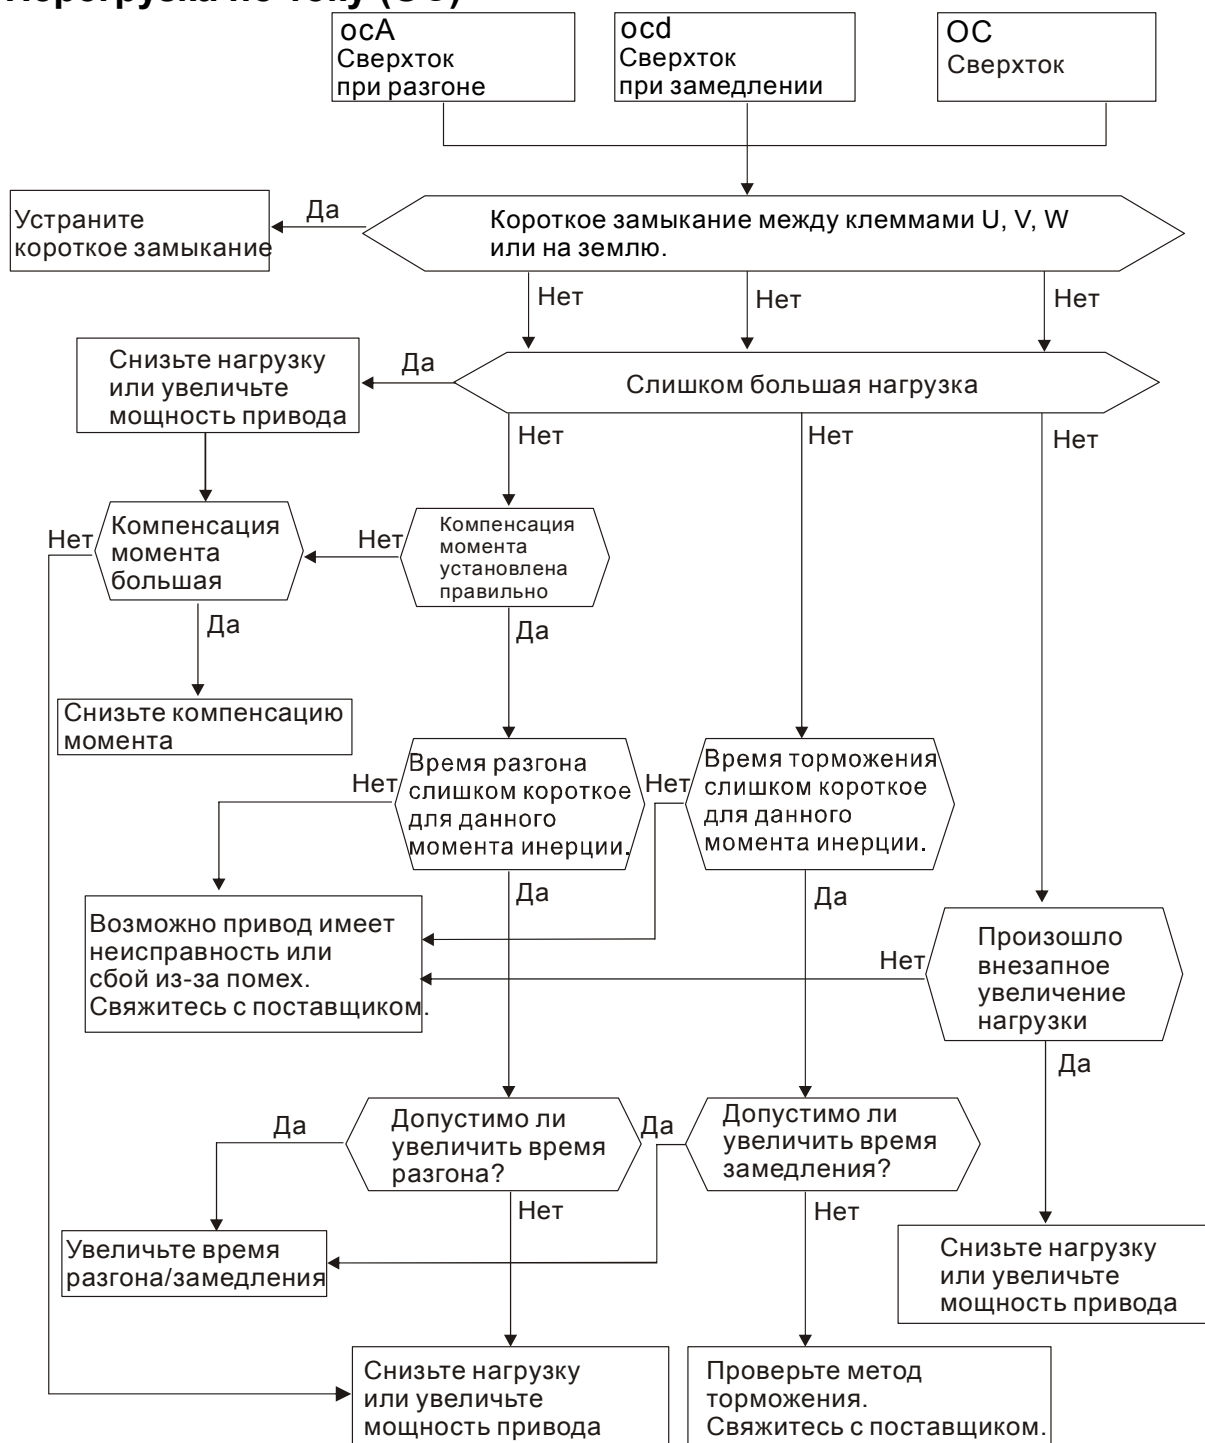 Перегрузка по току (OC)
ocA
Сверхток
при разгоне
ocd
Сверхток
при замедлении
OC
Сверхток
Устраните
короткое замыкание
Да
Короткое замыкание между клеммами U, V, W
или на землю.
Нет
Нет
Нет
Снизьте нагрузку
или увеличьте
мощность привода
Да
Слишком большая нагрузка
Нет
Нет
Нет
Нет
Компенсация
момента
большая
Нет
Компенсация
момента
установлена
правильно
Да
Да
Снизьте компенсацию
момента
Нет
Время разгона
слишком короткое
для данного
момента инерции.
Нет
Время торможения
слишком короткое
для данного
момента инерции.
Да
Да
Возможно привод имеет
неисправность или
сбой из-за помех.
Свяжитесь с поставщиком.
Нет
Произошло
внезапное
увеличение
нагрузки
Да
Да
Допустимо ли
увеличить время
разгона?
Да
Допустимо ли
увеличить время
замедления?
Нет
Нет
Увеличьте время
разгона/замедления
Снизьте нагрузку
или увеличьте
мощность привода
Снизьте нагрузку
или увеличьте
мощность привода
Проверьте метод
торможения.
Свяжитесь с поставщиком.